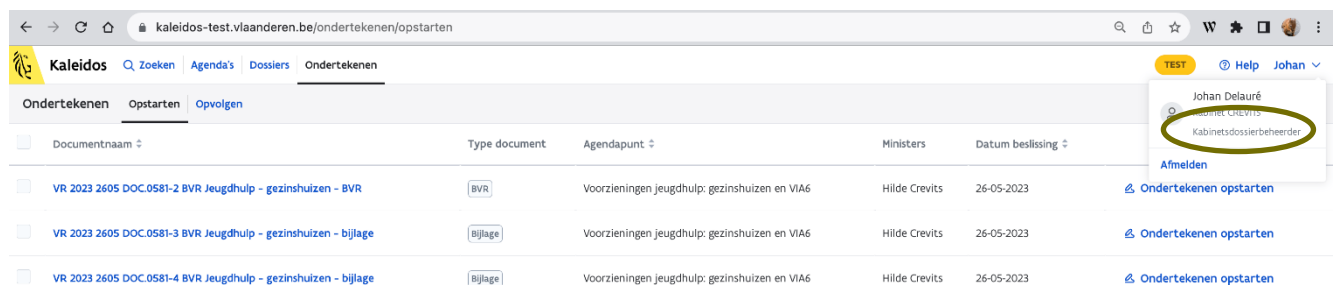 kaleidos-test.vlaanderen.be/ondertekenen/opstarten
Kaleidos Zoeken Agenda's Dossiers Ondertekenen TEST Help Johan
Ondertekenen Opstarten Opvolgen
Johan Delauré
Kabinet CREVITS
Kabinetsdossierbeheerder
Afmelden
Documentnaam Type document Agendapunt Ministers Datum beslissing
VR 2023 2605 DOC.0581-2 BVR Jeugdhulp - gezinshuizen - BVR BVR Voorzieningen jeugdhulp: gezinshuizen en VIA6 Hilde Crevits 26-05-2023 Ondertekenen opstarten
VR 2023 2605 DOC.0581-3 BVR Jeugdhulp - gezinshuizen - bijlage Bijlage Voorzieningen jeugdhulp: gezinshuizen en VIA6 Hilde Crevits 26-05-2023 Ondertekenen opstarten
VR 2023 2605 DOC.0581-4 BVR Jeugdhulp - gezinshuizen - bijlage Bijlage Voorzieningen jeugdhulp: gezinshuizen en VIA6 Hilde Crevits 26-05-2023 Ondertekenen opstarten